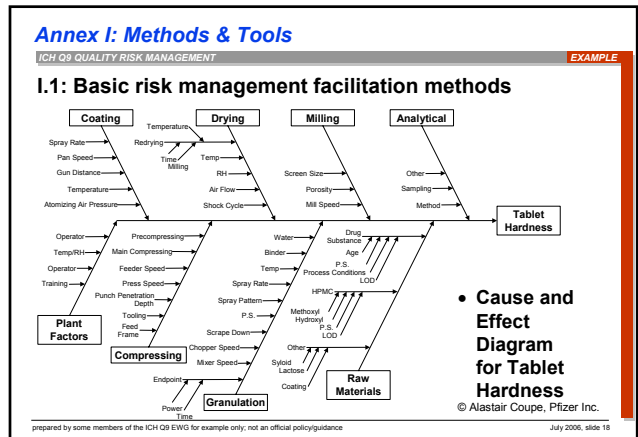 Annex I: Methods & Tools
ICH Q9 QUALITY RISK MANAGEMENT
EXAMPLE
I.1: Basic risk management facilitation methods
Coating
Drying
Milling
Analytical
Temperature
Spray Rate
Redrying
Pan Speed
Time
Milling
Temp
Gun Distance
RH
Screen Size
Other
Temperature
Air Flow
Porosity
Sampling
Atomizing Air Pressure
Shock Cycle
Mill Speed
Method
Tablet
Hardness
Operator
Temp/RH
Operator
Training
Plant
Factors
Precompressing
Main Compressing
Feeder Speed
Press Speed
Punch Penetration
Depth
Tooling
Feed
Frame
Compressing
Water
Binder
Temp
Spray Rate
Spray Pattern
P.S.
Scrape Down
Chopper Speed
Mixer Speed
Endpoint
Power
Time
Granulation
Drug
Substance
Age
P.S.
Process Conditions
LOD
HPMC
Methoxyl
Hydroxyl
P.S.
LOD
Other
Syloid
Lactose
Coating
Raw
Materials
• Cause and
Effect
Diagram
for Tablet
Hardness
© Alastair Coupe, Pfizer Inc.
prepared by some members of the ICH Q9 EWG for example only; not an official policy/guidance
July 2006, slide 18